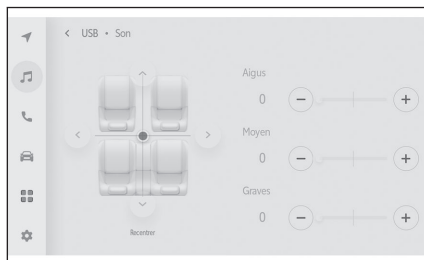 USB • Son
Aigus
0
Moyen
0
Graves
0
Recentrer